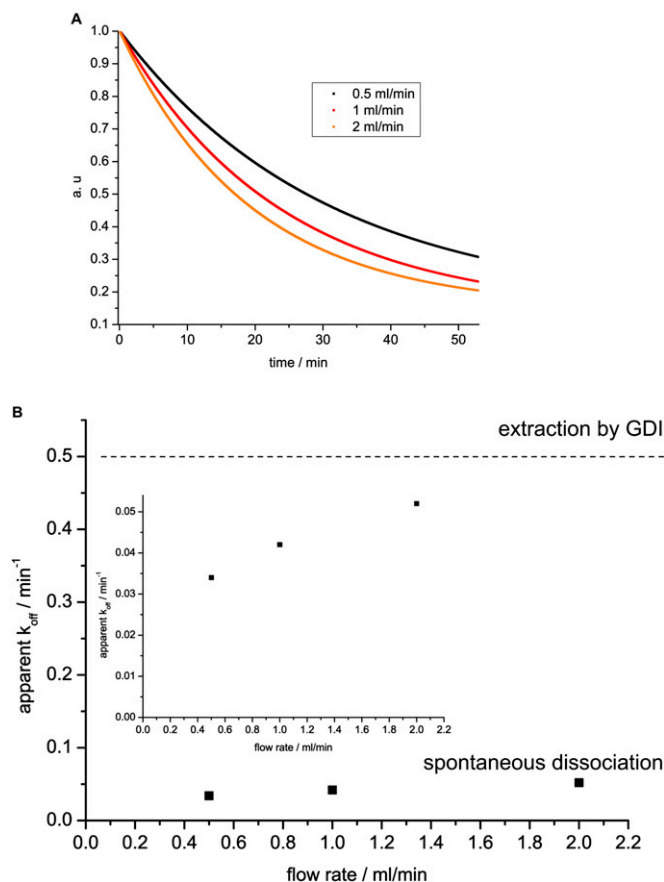 A
1.0
0.9
0.8
0.7
0.6
0.5
0.4
0.3
0.2
0.1
a. u
0.5 ml/min
1 ml/min
2 ml/min
0 10 20 30 40 50
time / min
B
0.5
0.4
0.3
0.2
0.1
0.0
apparent koff / min-1
extraction by GDI
0.05
0.04
0.03
0.02
0.01
0.00
apparent koff / min-1
0.0 0.2 0.4 0.6 0.8 1.0 1.2 1.4 1.6 1.8 2.0 2.2
flow rate / ml/min
spontaneous dissociation
0.0 0.2 0.4 0.6 0.8 1.0 1.2 1.4 1.6 1.8 2.0 2.2
flow rate / ml/min